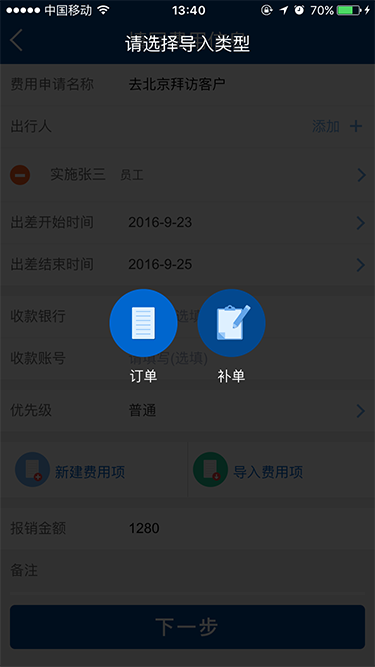 中国移动 13:40 70%
请选择导入类型
费用申请名称 去北京拜访客户
出行人 添加
实施张三 员工
出差开始时间 2016-9-23
出差结束时间 2016-9-25
收款银行
订单 补单
收款账号 请填写(选填)
优先级 普通
新建费用项 导入费用项
报销金额 1280
备注
下一步